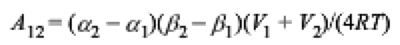 A₁₂ = (α₂ − α₁)(β₂ − β₁)(V₁ + V₂)/(4RT)